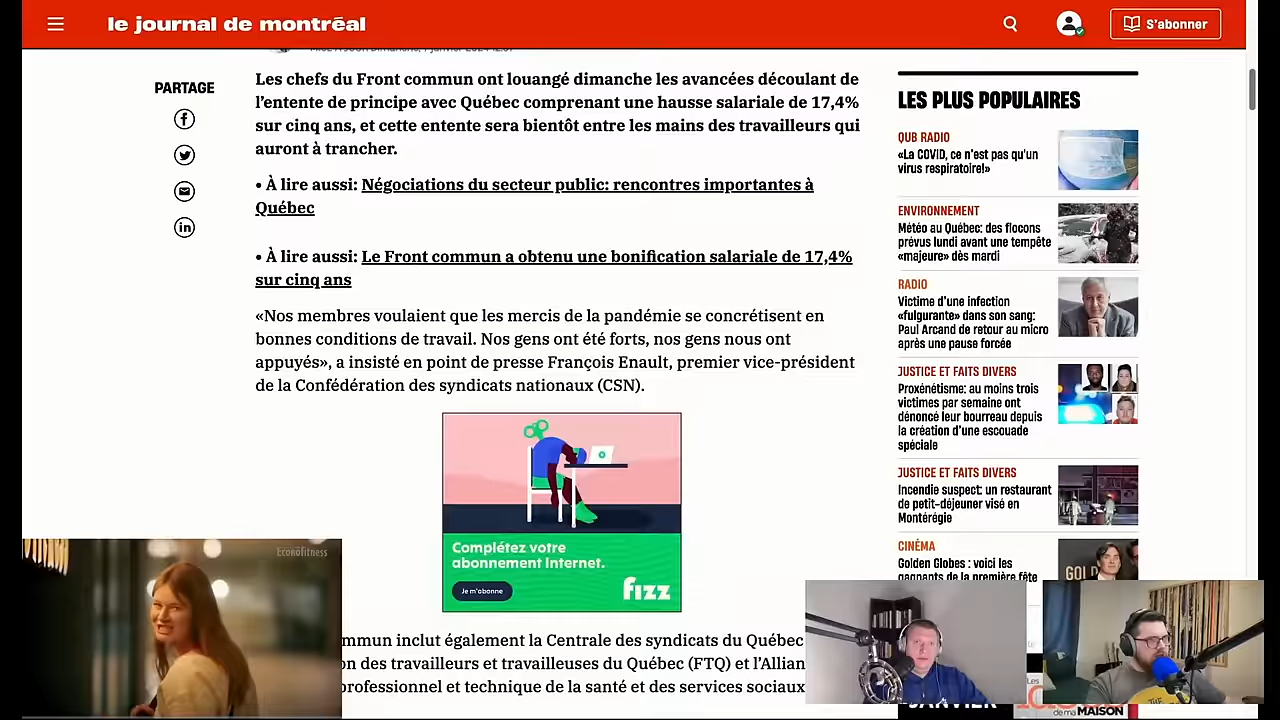 le journal de montréal
S'abonner
PARTAGE
Les chefs du Front commun ont louangé dimanche les avancées découlant de
l'entente de principe avec Québec comprenant une hausse salariale de 17,4%
sur cinq ans, et cette entente sera bientôt entre les mains des travailleurs qui
auront à trancher.
• À lire aussi: Négociations du secteur public: rencontres importantes à
Québec
• À lire aussi: Le Front commun a obtenu une bonification salariale de 17,4%
sur cinq ans
«Nos membres voulaient que les mercis de la pandémie se concrétisent en
bonnes conditions de travail. Nos gens ont été forts, nos gens nous ont
appuyés», a insisté en point de presse François Enault, premier vice-président
de la Confédération des syndicats nationaux (CSN).
Complétez votre
abonnement Internet.
Je m'abonne
fizz
mmun inclut également la Centrale des syndicats du Québec
on des travailleurs et travailleuses du Québec (FTQ) et l'Allian
professionnel et technique de la santé et des services sociaux
LES PLUS POPULAIRES
QUB RADIO
«La COVID, ce n'est pas qu'un
virus respiratoire!»
ENVIRONNEMENT
Météo au Québec: des flocons
prévus lundi avant une tempête
«majeure» dès mardi
RADIO
Victime d'une infection
«fulgurante» dans son sang:
Paul Arcand de retour au micro
après une pause forcée
JUSTICE ET FAITS DIVERS
Proxénétisme: au moins trois
victimes par semaine ont
dénoncé leur bourreau depuis
la création d'une escouade
spéciale
JUSTICE ET FAITS DIVERS
Incendie suspect: un restaurant
de petit-déjeuner visé en
Montérégie
CINÉMA
Golden Globes : voici les
gagnants de la première fête
GOLD
Éconofitness
JANVIER
Les
de ma MAISON